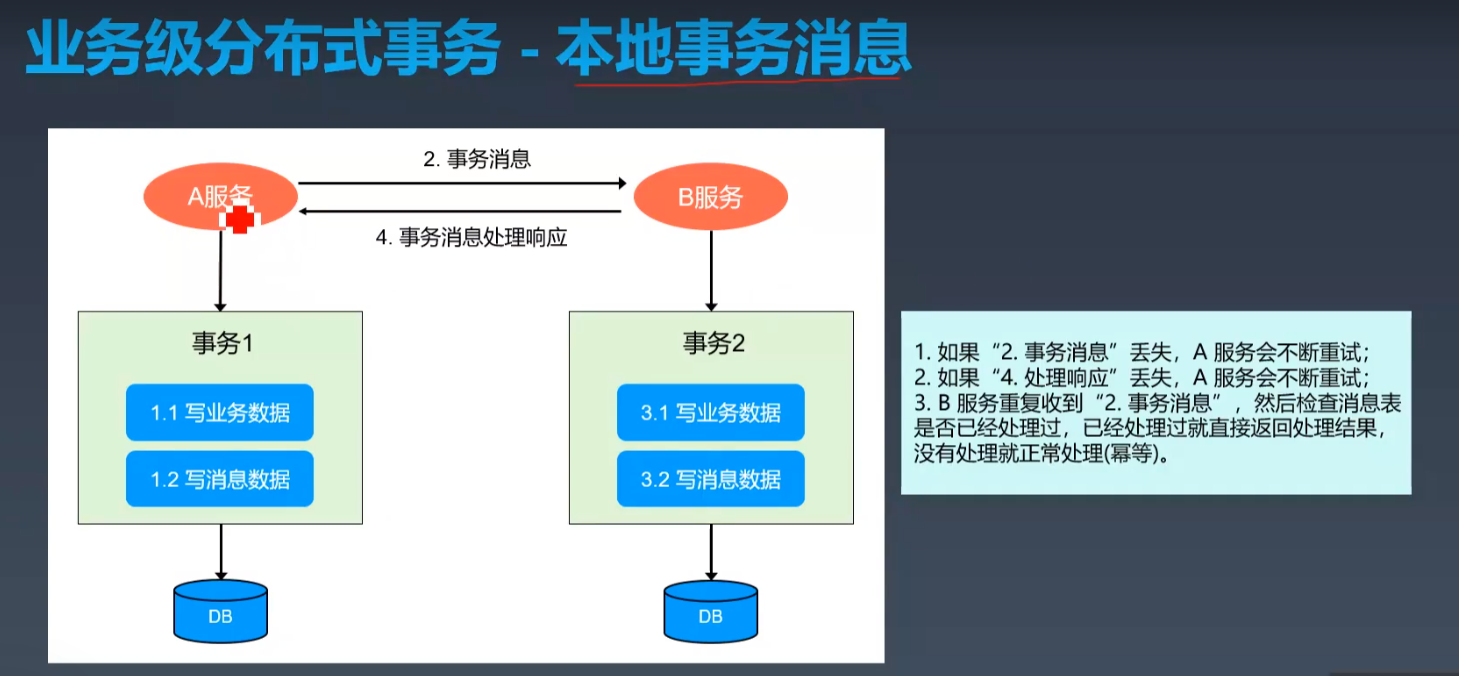 业务级分布式事务 - 本地事务消息
2. 事务消息
A服务
B服务
4. 事务消息处理响应
事务1
1.1 写业务数据
1.2 写消息数据
DB
事务2
3.1 写业务数据
3.2 写消息数据
DB
1. 如果“2. 事务消息”丢失，A 服务会不断重试；
2. 如果“4. 处理响应”丢失，A 服务会不断重试；
3. B 服务重复收到“2. 事务消息”，然后检查消息表
是否已经处理过，已经处理过就直接返回处理结果，
没有处理就正常处理(幂等)。